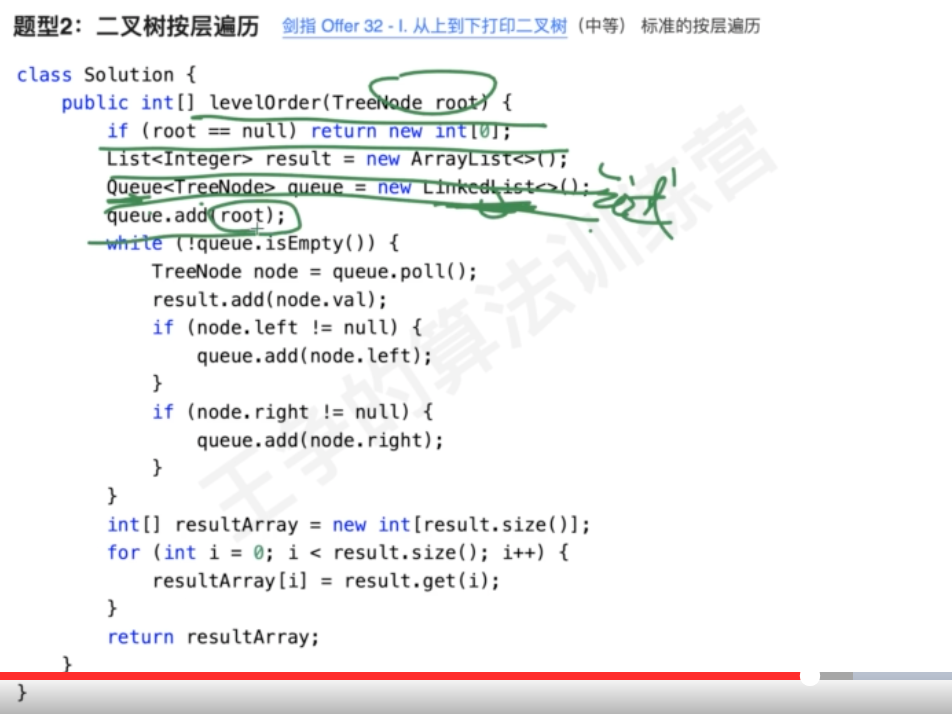 题型2：二叉树按层遍历 剑指 Offer 32 - I. 从上到下打印二叉树（中等） 标准的按层遍历
class Solution {
    public int[] levelOrder(TreeNode root) {
        if (root == null) return new int[0];
        List<Integer> result = new ArrayList<>();
        Queue<TreeNode> queue = new LinkedList<>();
        queue.add(root);
        while (!queue.isEmpty()) {
            TreeNode node = queue.poll();
            result.add(node.val);
            if (node.left != null) {
                queue.add(node.left);
            }
            if (node.right != null) {
                queue.add(node.right);
            }
        }
        int[] resultArray = new int[result.size()];
        for (int i = 0; i < result.size(); i++) {
            resultArray[i] = result.get(i);
        }
        return resultArray;
    }
}
王争的算法训练营